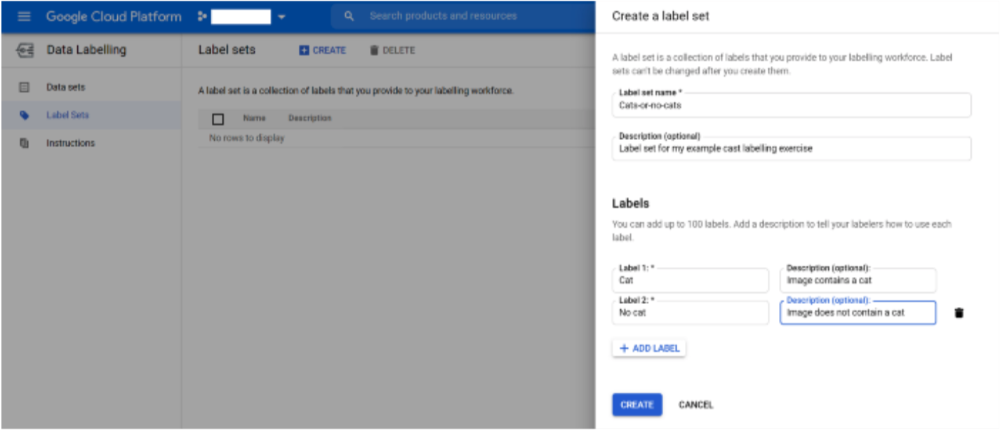 Google Cloud Platform
Search products and resources
Data Labelling
Label sets
CREATE
DELETE
Data sets
Label Sets
Instructions
A label set is a collection of labels that you provide to your labelling workforce.
Name Description
No rows to display
Create a label set
A label set is a collection of labels that you provide to your labelling workforce. Label
sets can't be changed after you create them.
Label set name *
Cats-or-no-cats
Description (optional)
Label set for my example cast labelling exercise
Labels
You can add up to 100 labels. Add a description to tell your labelers how to use each
label.
Label 1: * Description (optional):
Cat Image contains a cat
Label 2: * Description (optional):
No cat Image does not contain a cat
+ ADD LABEL
CREATE CANCEL